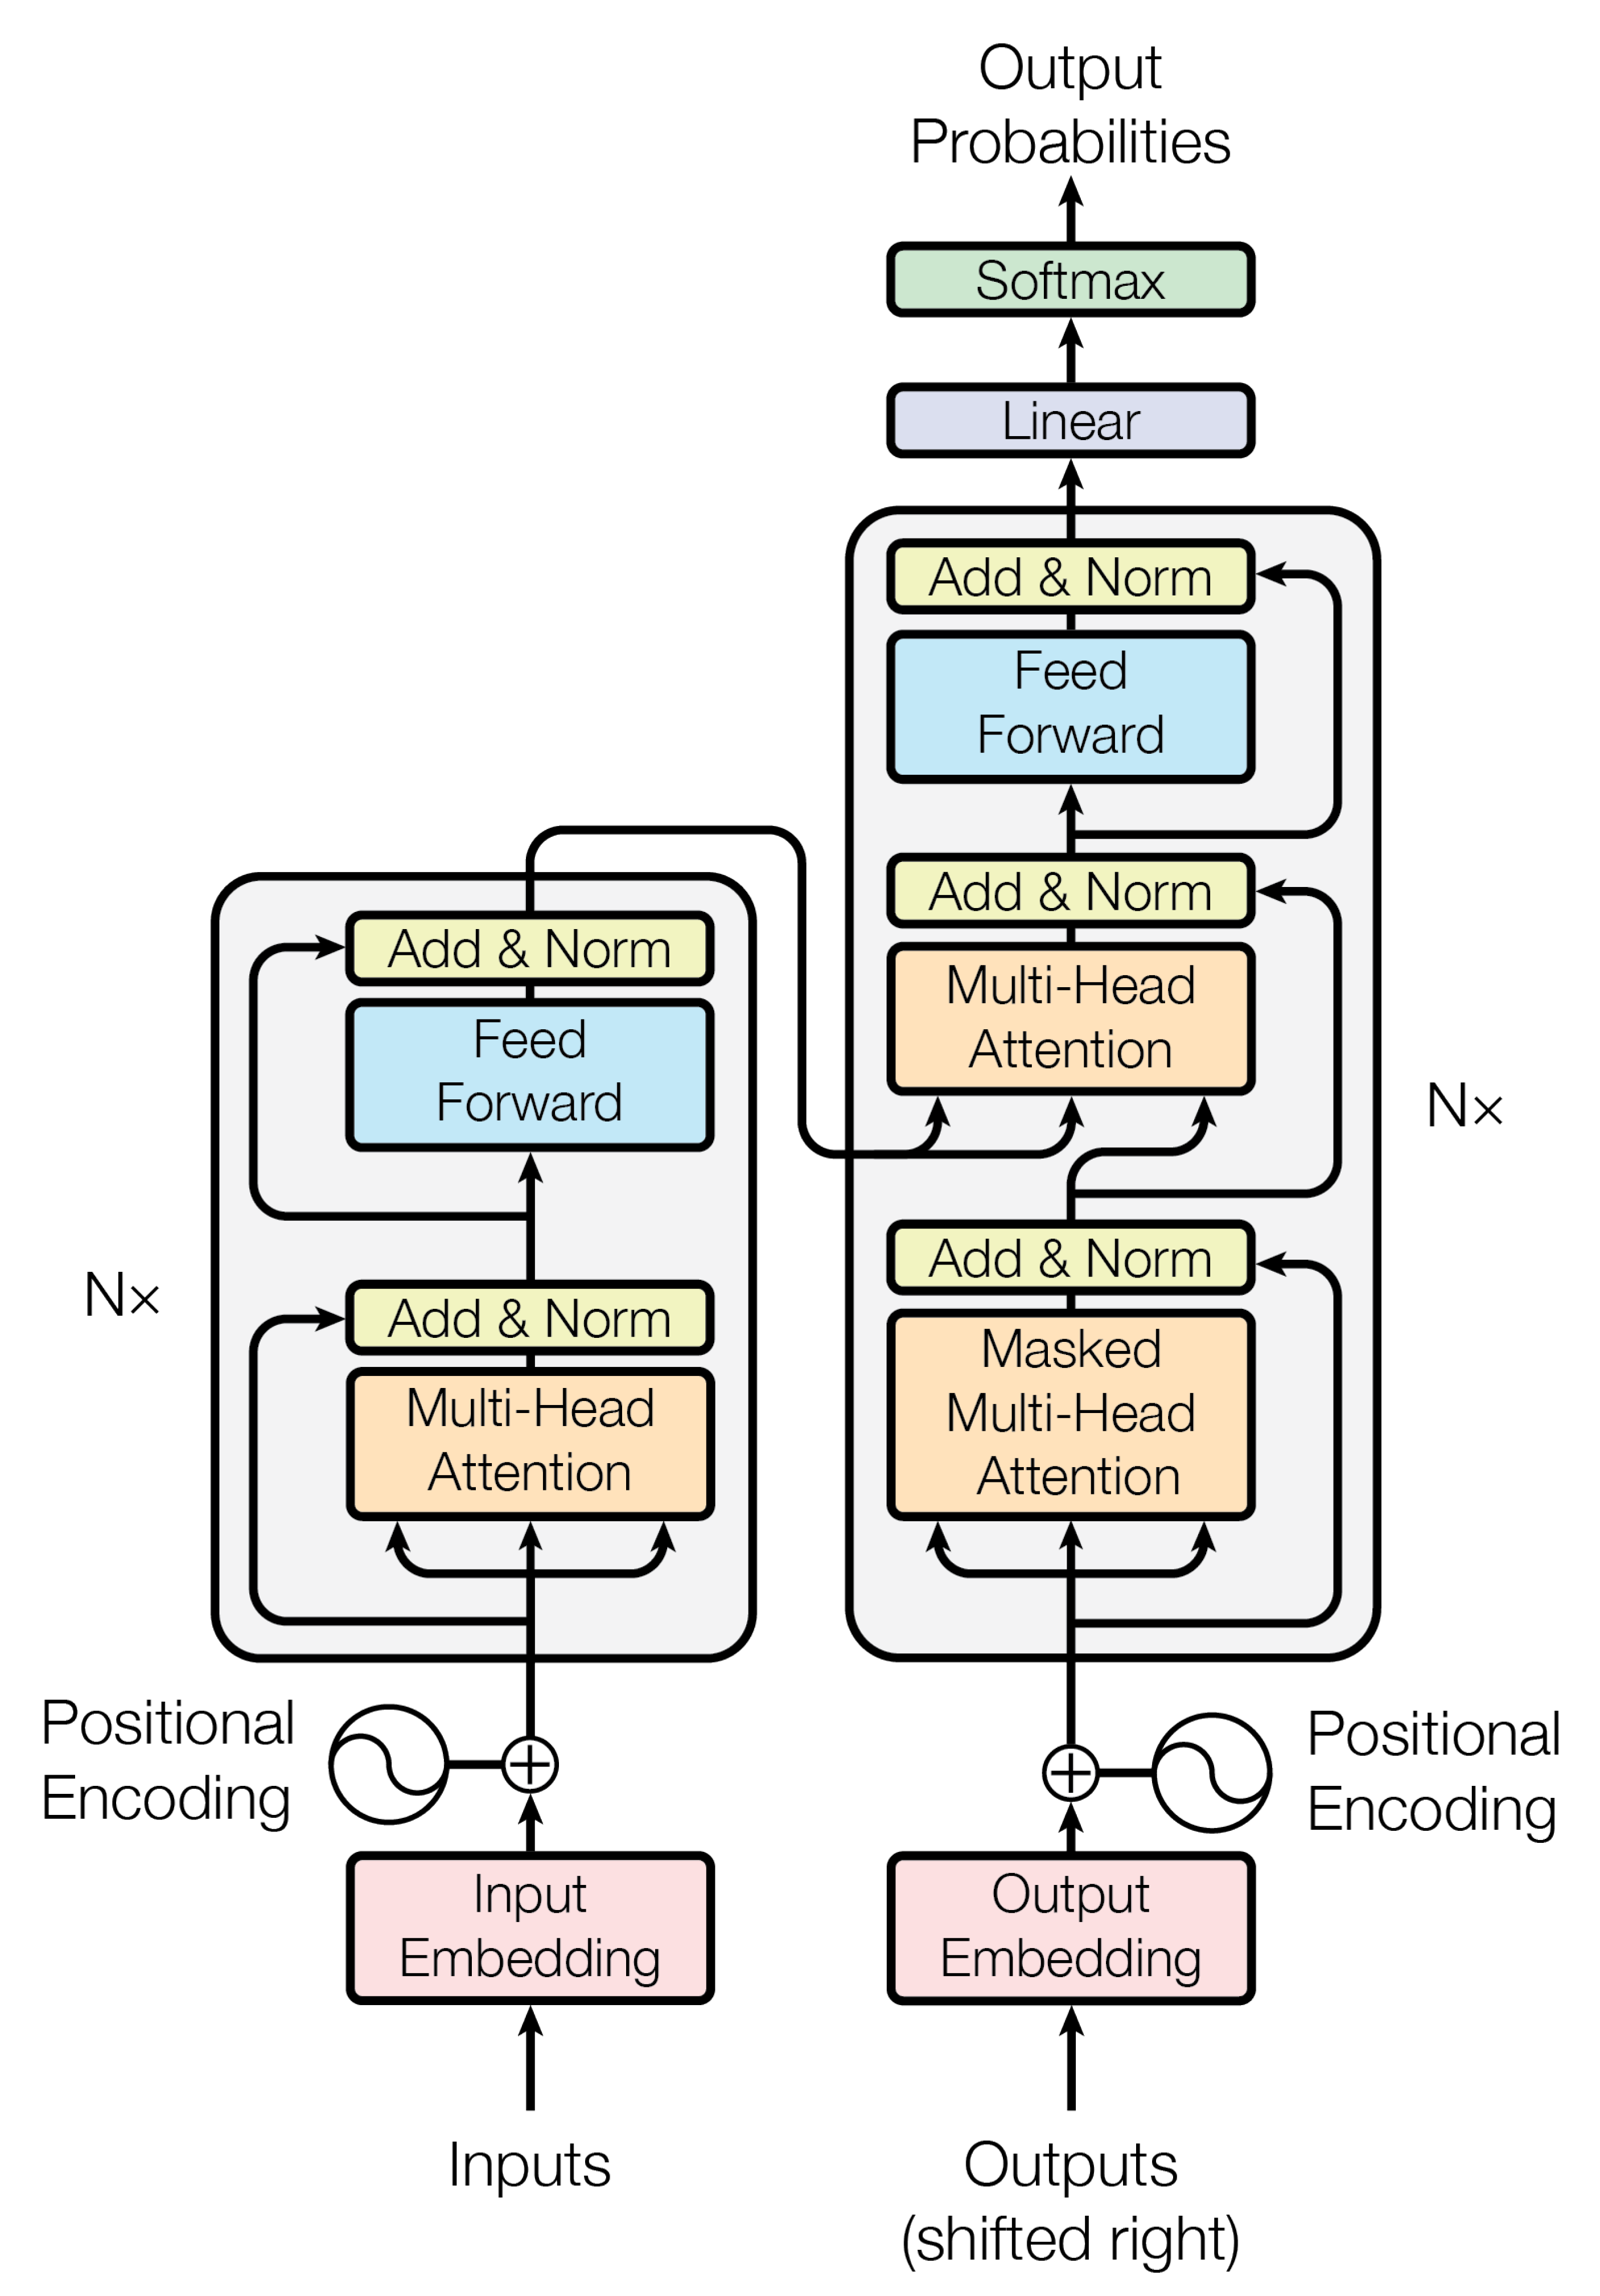 Output
Probabilities
Softmax
Linear
Add & Norm
Feed
Forward
Add & Norm
Multi-Head
Attention
Add & Norm
Masked
Multi-Head
Attention
Nx
Add & Norm
Feed
Forward
Add & Norm
Multi-Head
Attention
Nx
Positional
Encoding
Input
Embedding
Inputs
Positional
Encoding
Output
Embedding
Outputs
(shifted right)